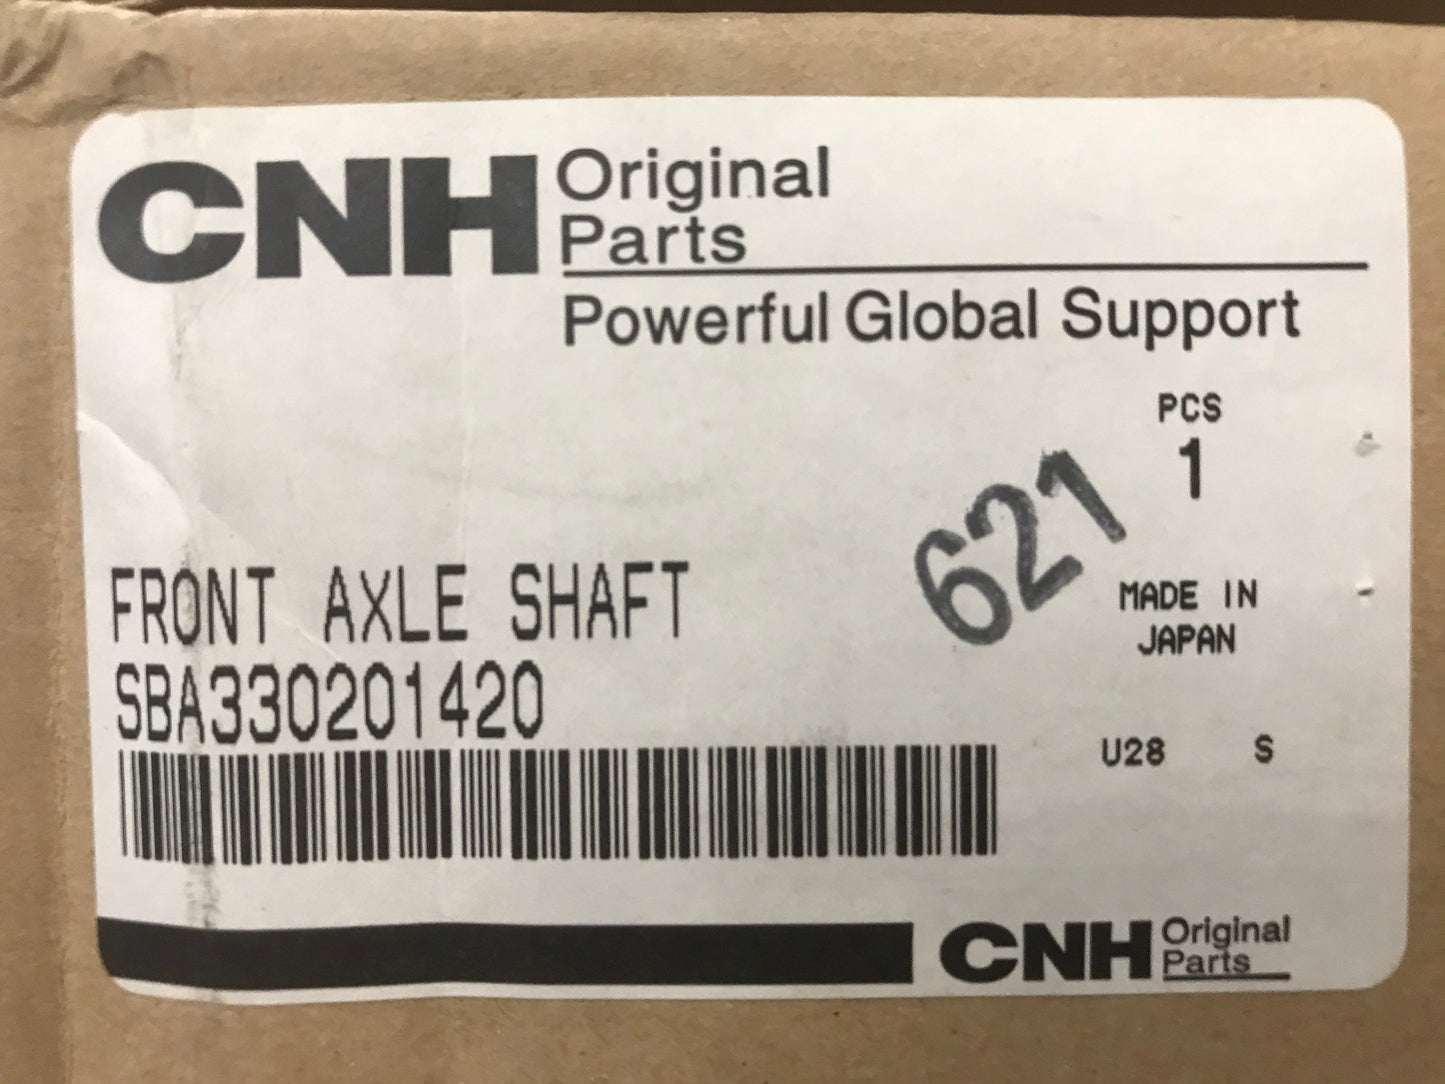 CNH Original
Parts
Powerful Global Support
PCS
1
621
MADE IN
JAPAN
FRONT AXLE SHAFT
SBA330201420
U28 S
CNH Original
Parts